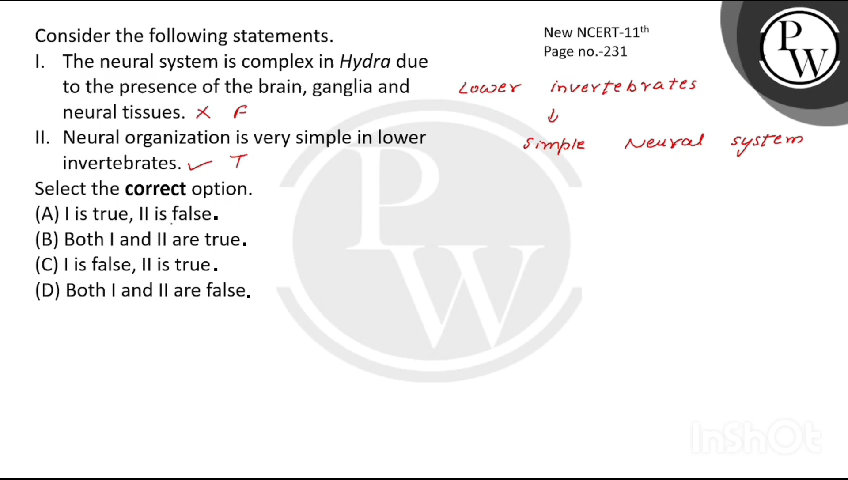 Consider the following statements.
New NCERT-11th
Page no.-231
I. The neural system is complex in Hydra due
to the presence of the brain, ganglia and
neural tissues. × F
Lower invertebrates
↓
Simple Neural system
II. Neural organization is very simple in lower
invertebrates. ✓ T
Select the correct option.
(A) I is true, II is false.
(B) Both I and II are true.
(C) I is false, II is true.
(D) Both I and II are false.
P
W
P
W
InShOt